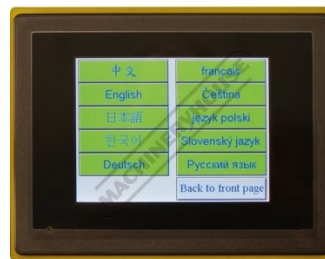 中文
English
日本語
한국어
Deutsch
francais
Čeština
język polski
Slovenský jazyk
Русский язык
Back to front page
MACHINERYHOUSE